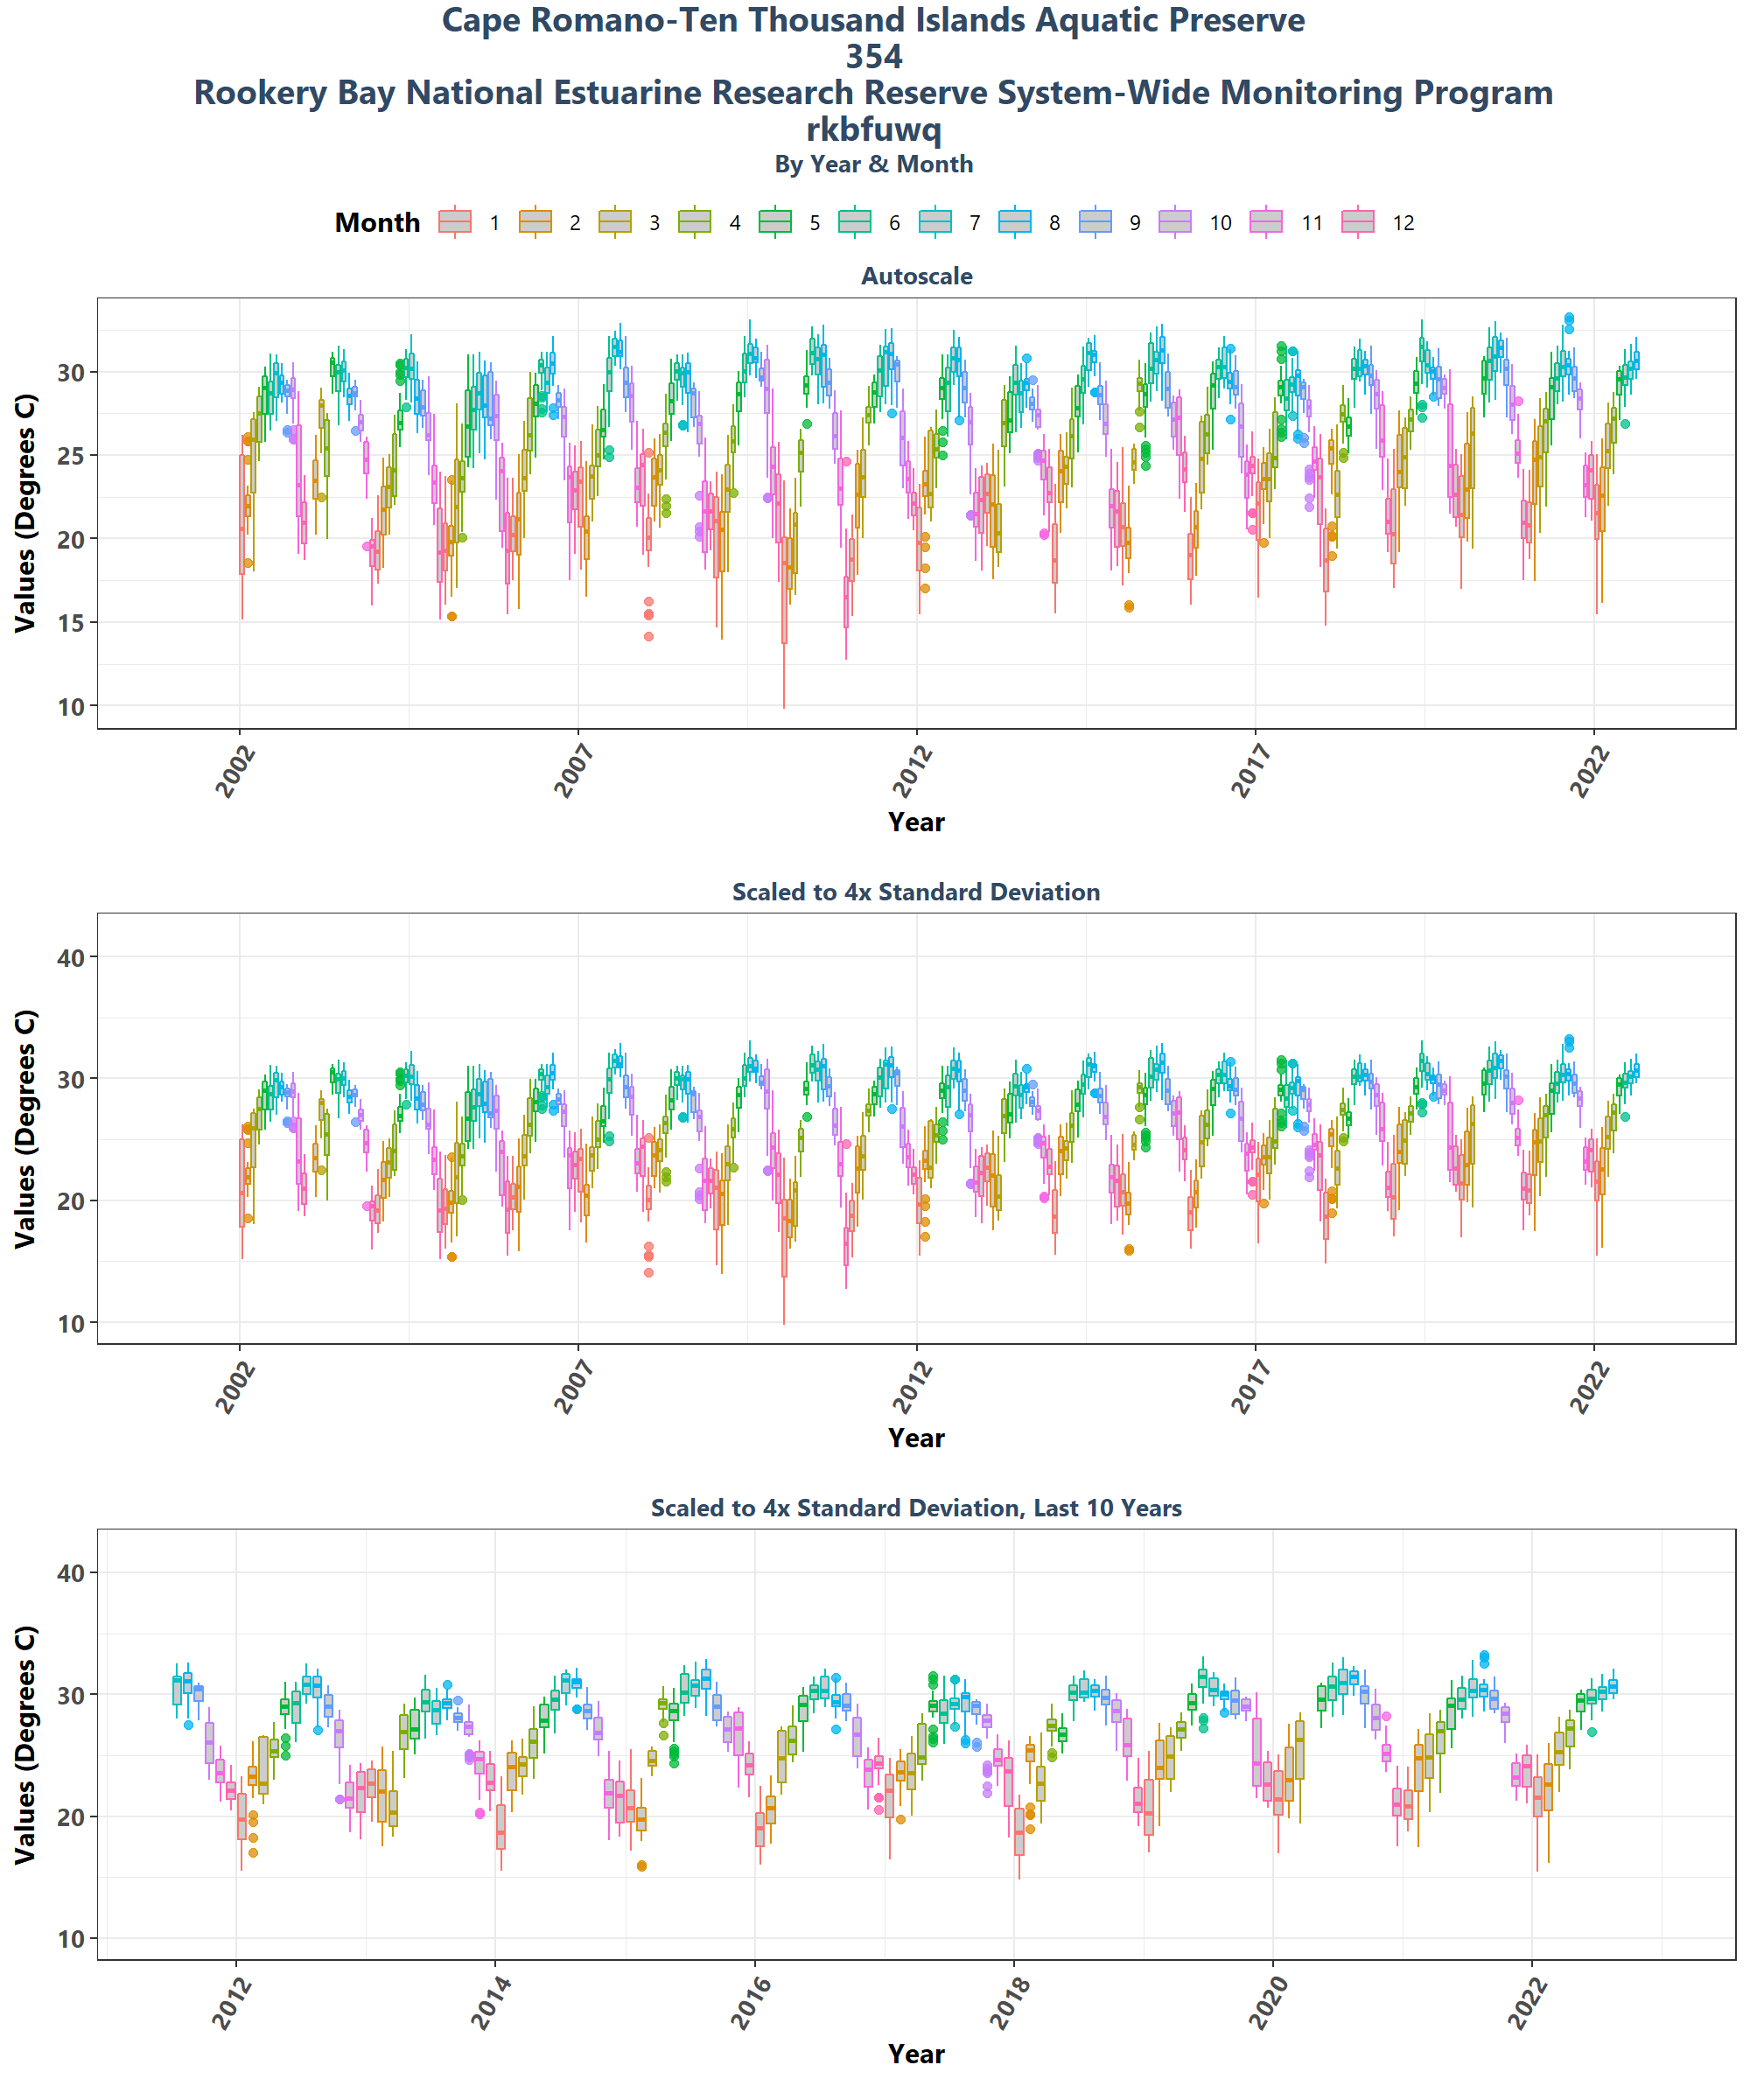 Cape Romano-Ten Thousand Islands Aquatic Preserve
354
Rookery Bay National Estuarine Research Reserve System-Wide Monitoring Program
rkbfuwq
By Year & Month
Month 1 2 3 4 5 6 7 8 9 10 11 12
Autoscale
Values (Degrees C)
30
25
20
15
10
2002 2007 2012 2017 2022
Year
Scaled to 4x Standard Deviation
Values (Degrees C)
40
30
20
10
2002 2007 2012 2017 2022
Year
Scaled to 4x Standard Deviation, Last 10 Years
Values (Degrees C)
40
30
20
10
2012 2014 2016 2018 2020 2022
Year